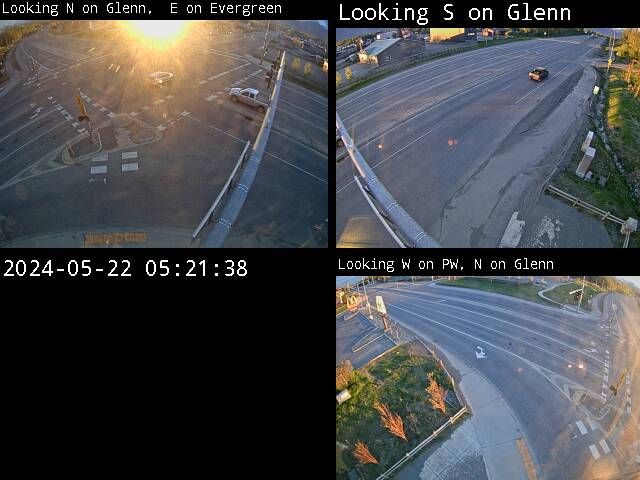 Looking N on Glenn, E on Evergreen
Looking S on Glenn
2024-05-22 05:21:38
Looking W on PW, N on Glenn